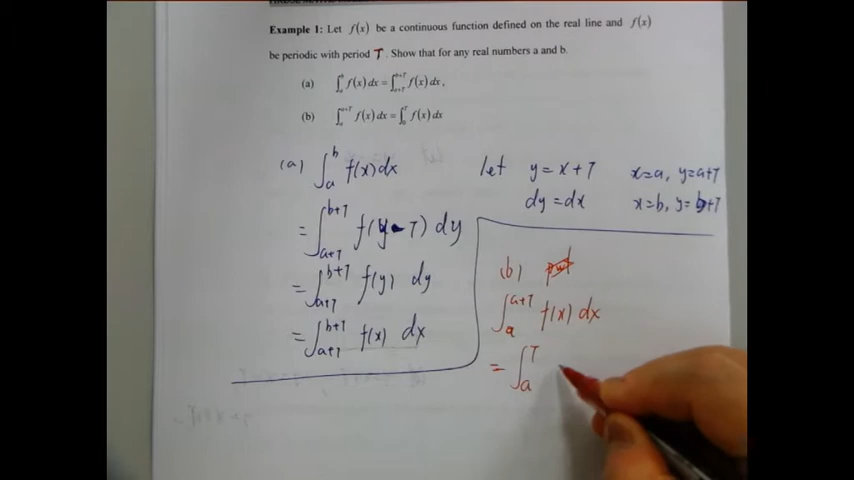 Example 1: Let f(x) be a continuous function defined on the real line and f(x)
be periodic with period T. Show that for any real numbers a and b.
(a) ∫_a^b f(x)dx = ∫_{a+T}^{b+T} f(x)dx,
(b) ∫_a^{a+T} f(x)dx = ∫_0^T f(x)dx
(a) ∫_a^b f(x)dx
= ∫_{a+T}^{b+T} f(y-T) dy
= ∫_{a+T}^{b+T} f(y) dy
= ∫_{a+T}^{b+T} f(x) dx
let y = x+T x=a, y=a+T
dy = dx x=b, y=b+T
(b)
∫_a^{a+T} f(x) dx
= ∫_a^T